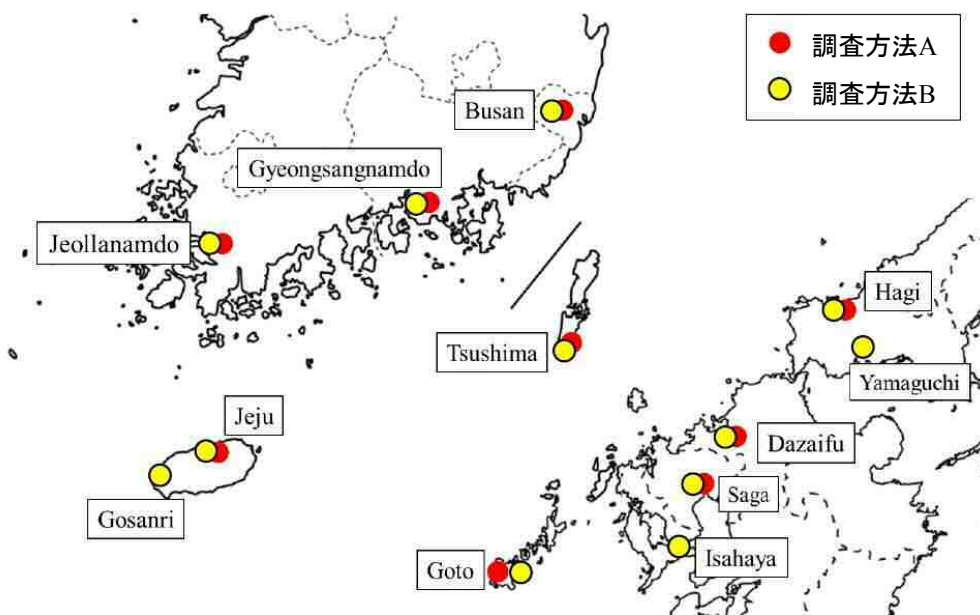 調査方法A
調査方法B
Busan
Gyeongsangnamdo
Jeollanamdo
Hagi
Tsushima
Yamaguchi
Jeju
Dazaifu
Saga
Gosanri
Isahaya
Goto